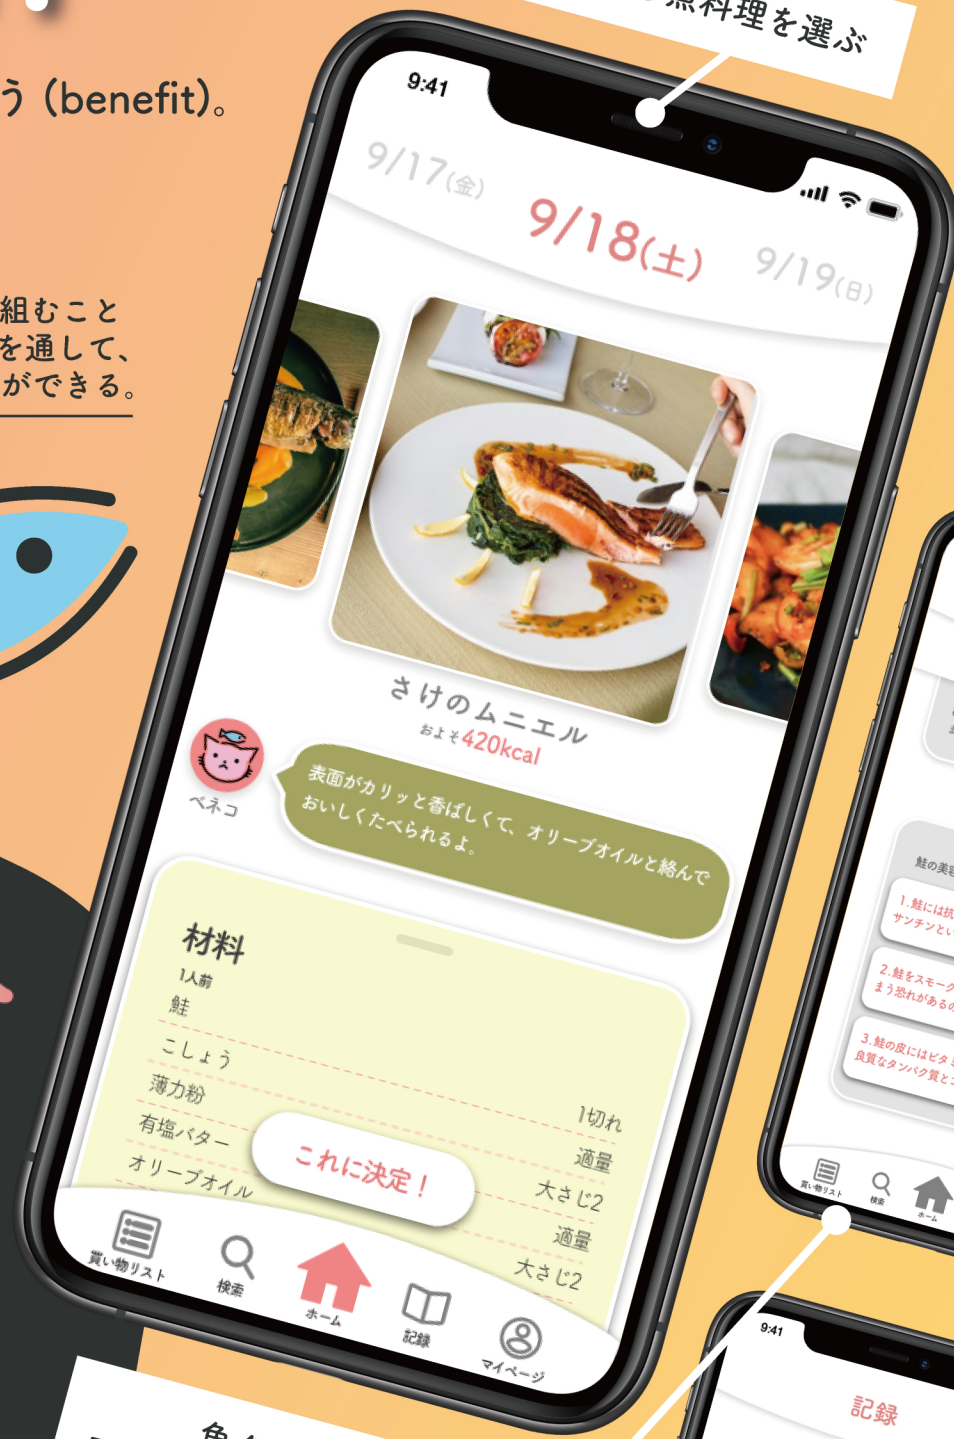 魚料理を選ぶ
う (benefit)。
組むこと
を通して、
ができる。
9:41
9/17(金)
9/18(土)
9/19(日)
さけのムニエル
およそ420kcal
ベネコ
表面がカリッと香ばしくて、オリーブオイルと絡んで
おいしくたべられるよ。
材料
1人前
鮭 1切れ
こしょう 適量
薄力粉 大さじ2
有塩バター 適量
オリーブオイル 大さじ2
これに決定！
買い物リスト
検索
ホーム
記録
マイページ
鮭の美
1.鮭には抗
サンチンとい
2.鮭をスモーク
まう恐れがあるの
3.鮭の皮にはビタミ
良質なタンパク質とコ
買い物リスト
検索
ホーム
9:41
記録